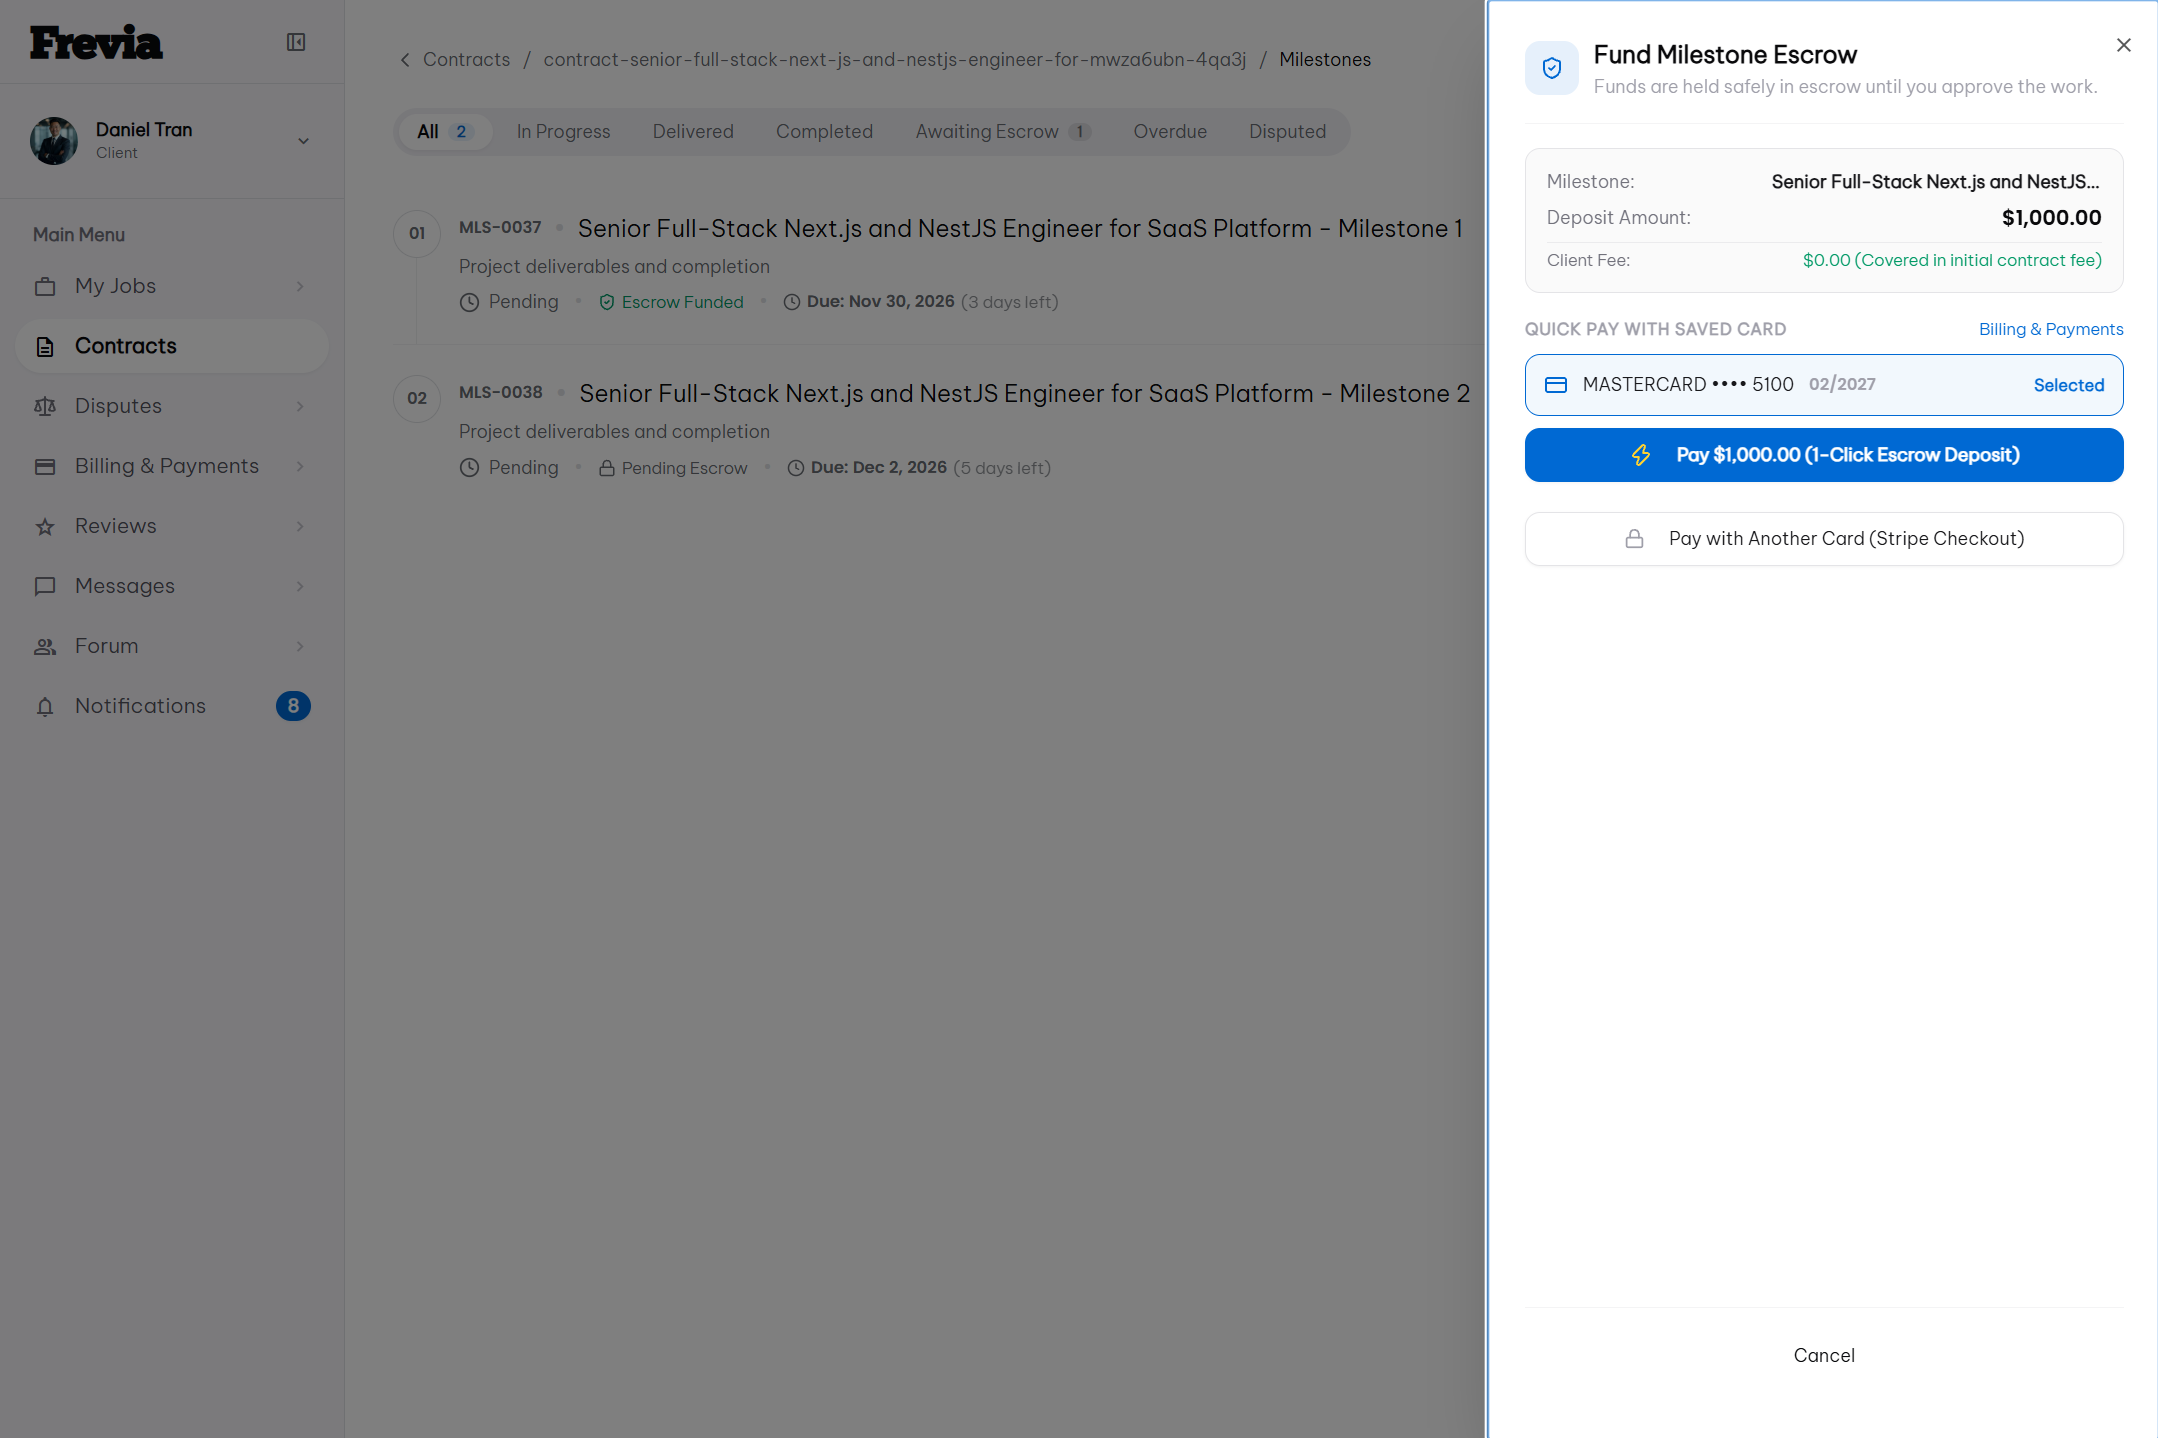 Frevia
Daniel Tran
Client
Main Menu
My Jobs
Contracts
Disputes
Billing & Payments
Reviews
Messages
Forum
Notifications 8
Contracts / contract-senior-full-stack-next-js-and-nestjs-engineer-for-mwza6ubn-4qa3j / Milestones
All 2 In Progress Delivered Completed Awaiting Escrow 1 Overdue Disputed
01 MLS-0037 • Senior Full-Stack Next.js and NestJS Engineer for SaaS Platform - Milestone 1
Project deliverables and completion
Pending • Escrow Funded • Due: Nov 30, 2026 (3 days left)
02 MLS-0038 • Senior Full-Stack Next.js and NestJS Engineer for SaaS Platform - Milestone 2
Project deliverables and completion
Pending • Pending Escrow • Due: Dec 2, 2026 (5 days left)
Fund Milestone Escrow
Funds are held safely in escrow until you approve the work.
Milestone: Senior Full-Stack Next.js and NestJS...
Deposit Amount: $1,000.00
Client Fee: $0.00 (Covered in initial contract fee)
QUICK PAY WITH SAVED CARD Billing & Payments
MASTERCARD •••• 5100 02/2027 Selected
Pay $1,000.00 (1-Click Escrow Deposit)
Pay with Another Card (Stripe Checkout)
Cancel